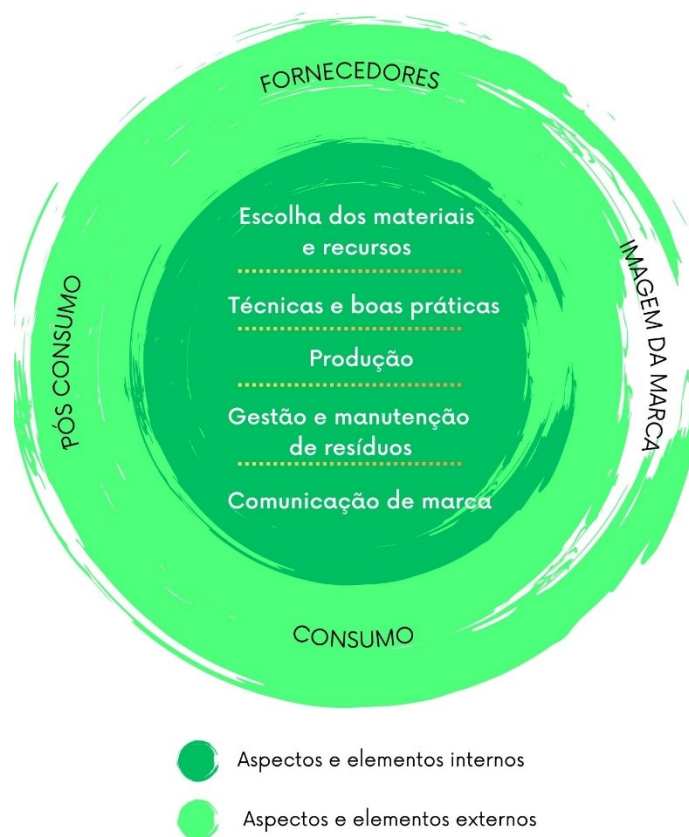 FORNECEDORES
Escolha dos materiais
e recursos
Técnicas e boas práticas
Produção
Gestão e manutenção
de resíduos
Comunicação de marca
PÓS CONSUMO
IMAGEM DA MARCA
CONSUMO
Aspectos e elementos internos
Aspectos e elementos externos